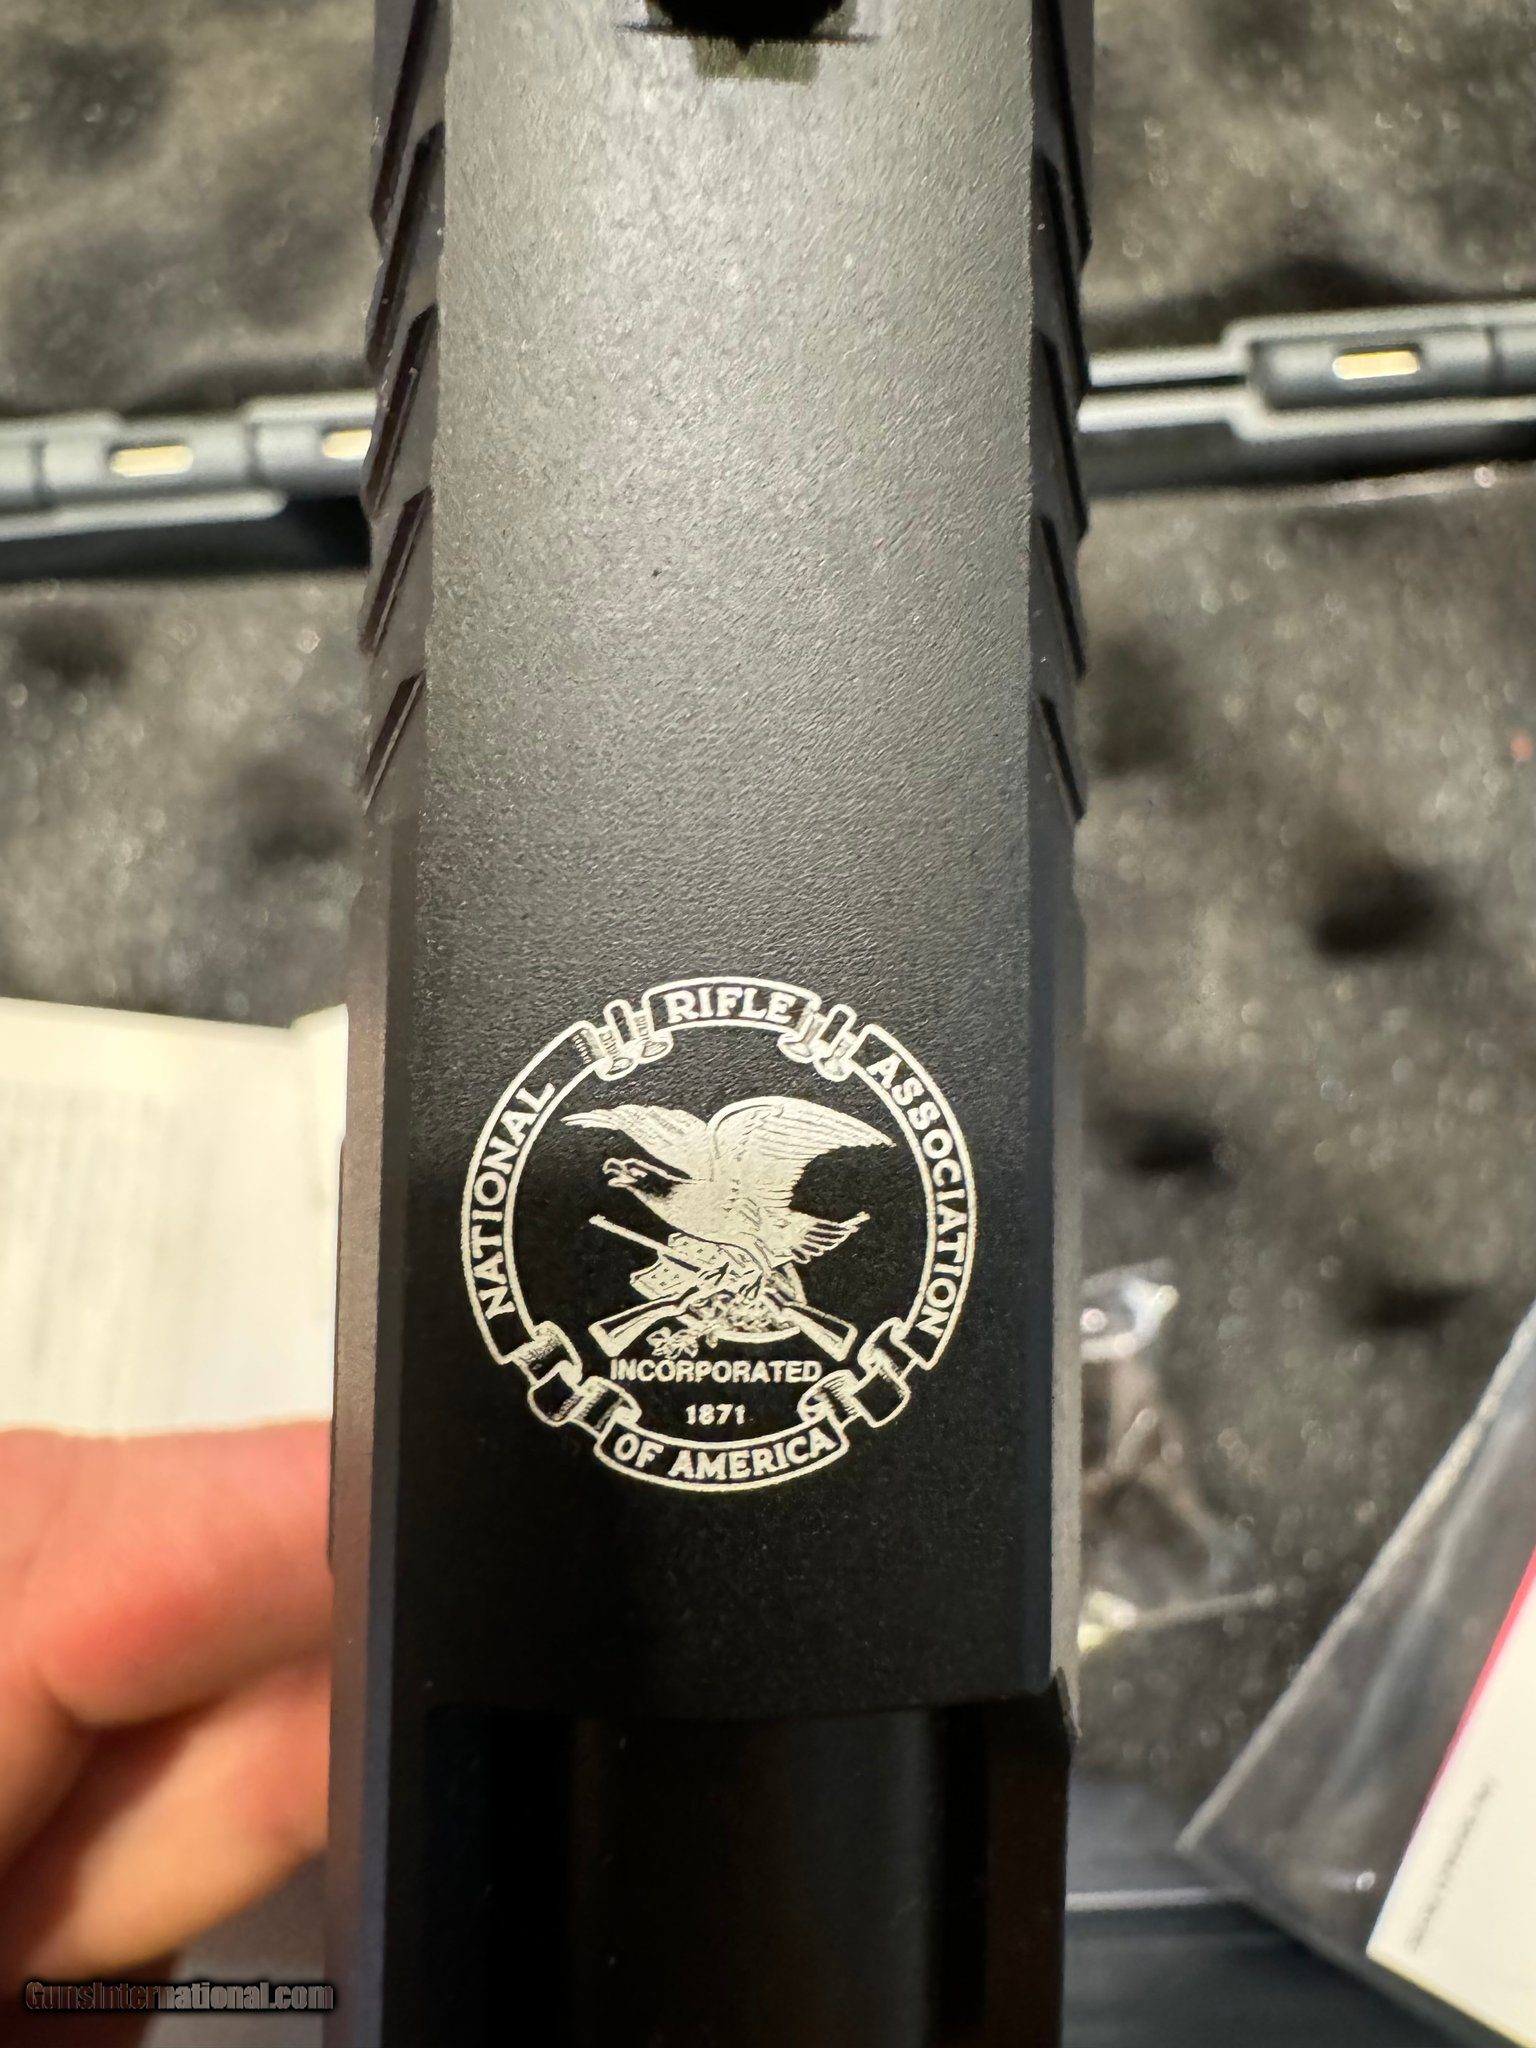 NATIONAL
RIFLE
ASSOCIATION
INCORPORATED
1871
OF AMERICA
GunsInternational.com